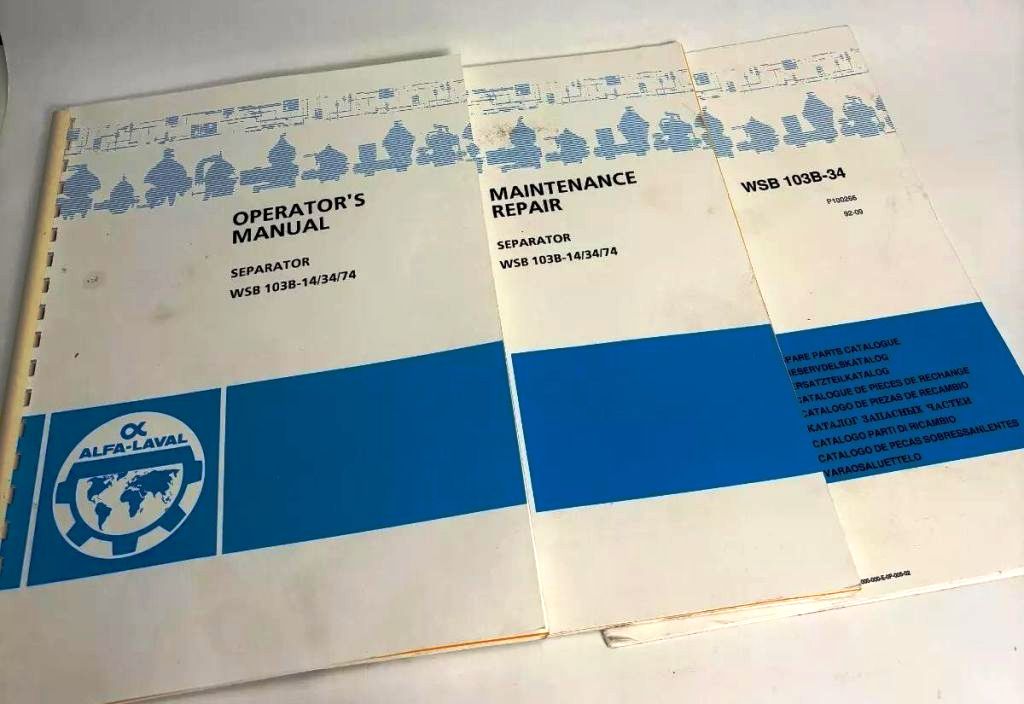 OPERATOR'S
MANUAL
SEPARATOR
WSB 103B-14/34/74
α
ALFA-LAVAL
MAINTENANCE
REPAIR
SEPARATOR
WSB 103B-14/34/74
WSB 103B-34
P100266
92-09
PARE PARTS CATALOGUE
RESERVDELSKATALOG
ERSATZTEILKATALOG
CATALOGUE DE PIECES DE RECHANGE
CATALOGO DE PIEZAS DE RECAMBIO
КАТАЛОГ ЗАПАСНЫХ ЧАСТЕЙ
CATALOGO PARTI DI RICAMBIO
CATALOGO DE PECAS SOBRESSANLENTES
VARAOSALUETTELO